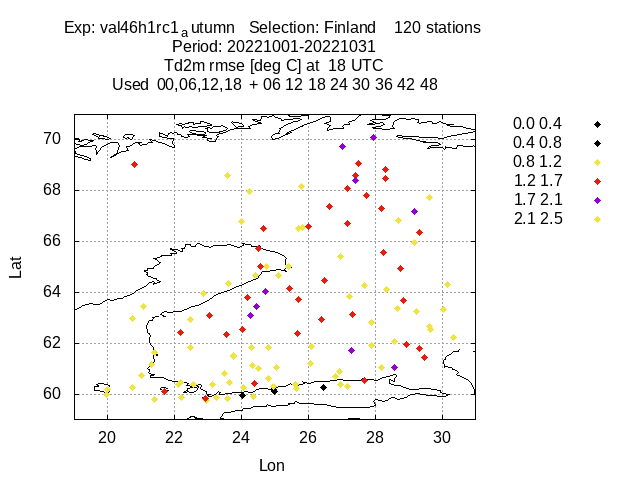 Exp: val46h1rc1autumn Selection: Finland 120 stations
Period: 20221001-20221031
Td2m rmse [deg C] at 18 UTC
Used 00,06,12,18 + 06 12 18 24 30 36 42 48
0.0 0.4
0.4 0.8
0.8 1.2
1.2 1.7
1.7 2.1
2.1 2.5
70
68
66
64
62
60
Lat
20 22 24 26 28 30
Lon